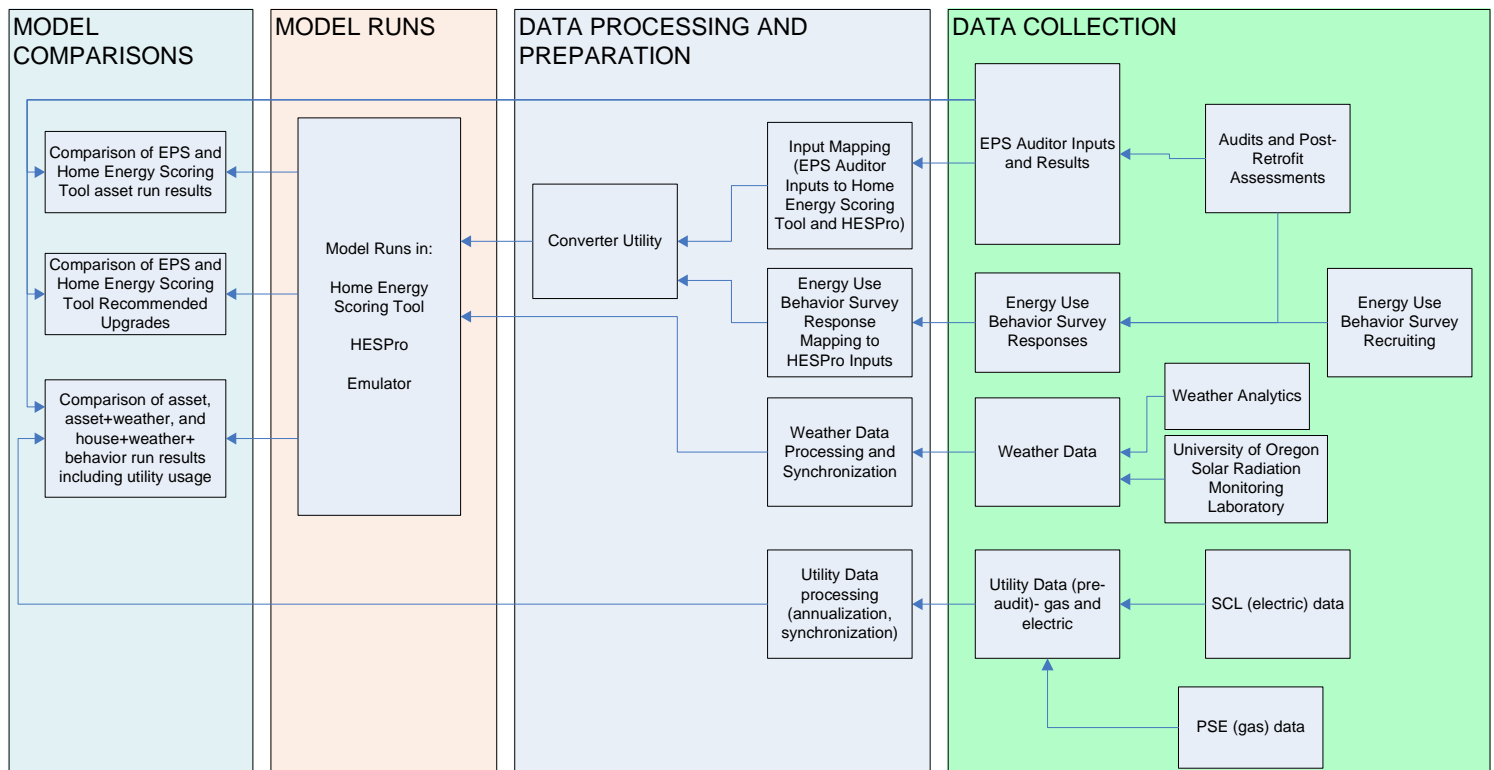 MODEL
COMPARISONS
Comparison of EPS and
Home Energy Scoring
Tool asset run results
Comparison of EPS and
Home Energy Scoring
Tool Recommended
Upgrades
Comparison of asset,
asset+weather, and
house+weather+
behavior run results
including utility usage
MODEL RUNS
Model Runs in:
Home Energy
Scoring Tool
HESPro
Emulator
DATA PROCESSING AND
PREPARATION
Converter Utility
Input Mapping
(EPS Auditor
Inputs to Home
Energy Scoring
Tool and HESPro)
Energy Use
Behavior Survey
Response
Mapping to
HESPro Inputs
Weather Data
Processing and
Synchronization
Utility Data
processing
(annualization,
synchronization)
DATA COLLECTION
EPS Auditor Inputs
and Results
Audits and Post-
Retrofit
Assessments
Energy Use
Behavior Survey
Responses
Energy Use
Behavior Survey
Recruiting
Weather Data
Weather Analytics
University of Oregon
Solar Radiation
Monitoring
Laboratory
Utility Data (pre-
audit)- gas and
electric
SCL (electric) data
PSE (gas) data